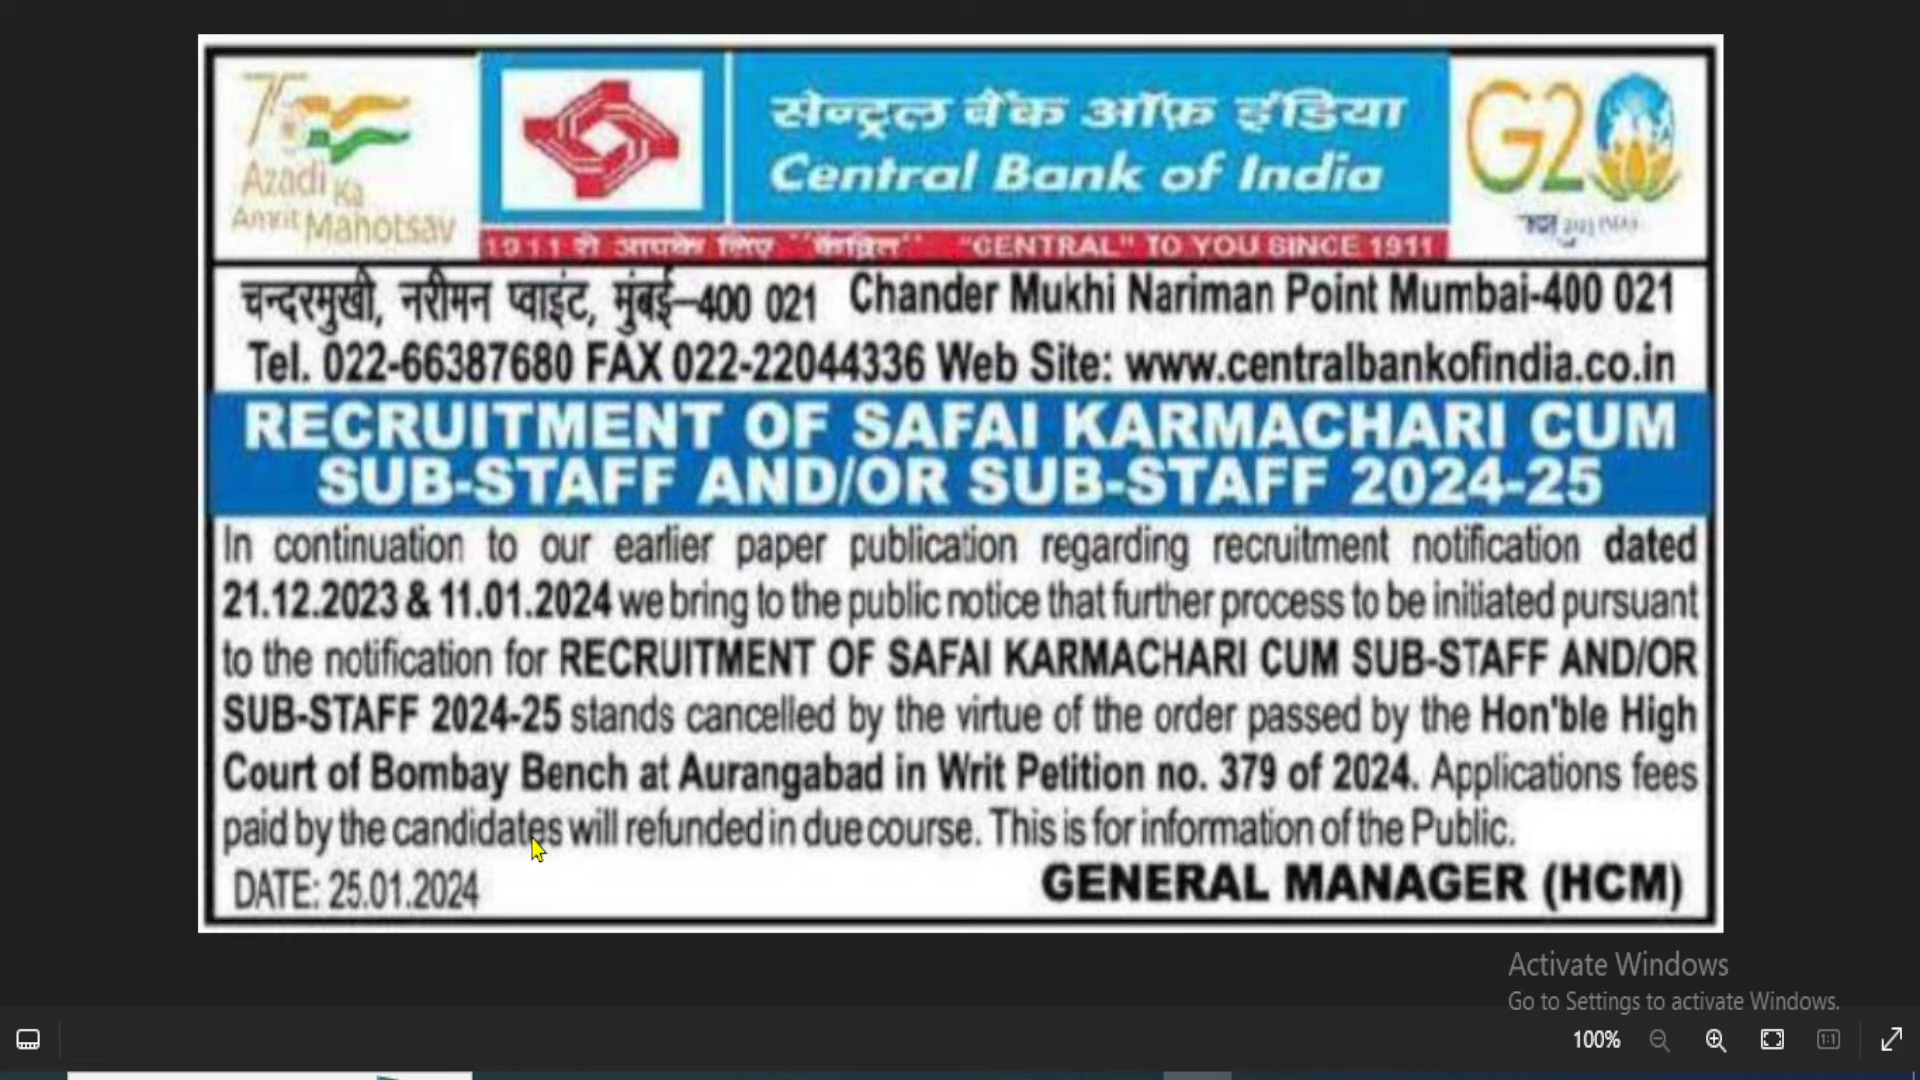 75
Azadi Ka
Amrit Mahotsav
सेन्ट्रल बैंक ऑफ़ इंडिया
Central Bank of India
1911 से आपके लिए "केंद्रित" "CENTRAL" TO YOU SINCE 1911
G20
चन्दरमुखी, नरीमन प्वाइंट, मुंबई–400 021 Chander Mukhi Nariman Point Mumbai-400 021
Tel. 022-66387680 FAX 022-22044336 Web Site: www.centralbankofindia.co.in
RECRUITMENT OF SAFAI KARMACHARI CUM
SUB-STAFF AND/OR SUB-STAFF 2024-25
In continuation to our earlier paper publication regarding recruitment notification dated
21.12.2023 & 11.01.2024 we bring to the public notice that further process to be initiated pursuant
to the notification for RECRUITMENT OF SAFAI KARMACHARI CUM SUB-STAFF AND/OR
SUB-STAFF 2024-25 stands cancelled by the virtue of the order passed by the Hon'ble High
Court of Bombay Bench at Aurangabad in Writ Petition no. 379 of 2024. Applications fees
paid by the candidates will refunded in due course. This is for information of the Public.
DATE: 25.01.2024 GENERAL MANAGER (HCM)
Activate Windows
Go to Settings to activate Windows.
100%
1:1